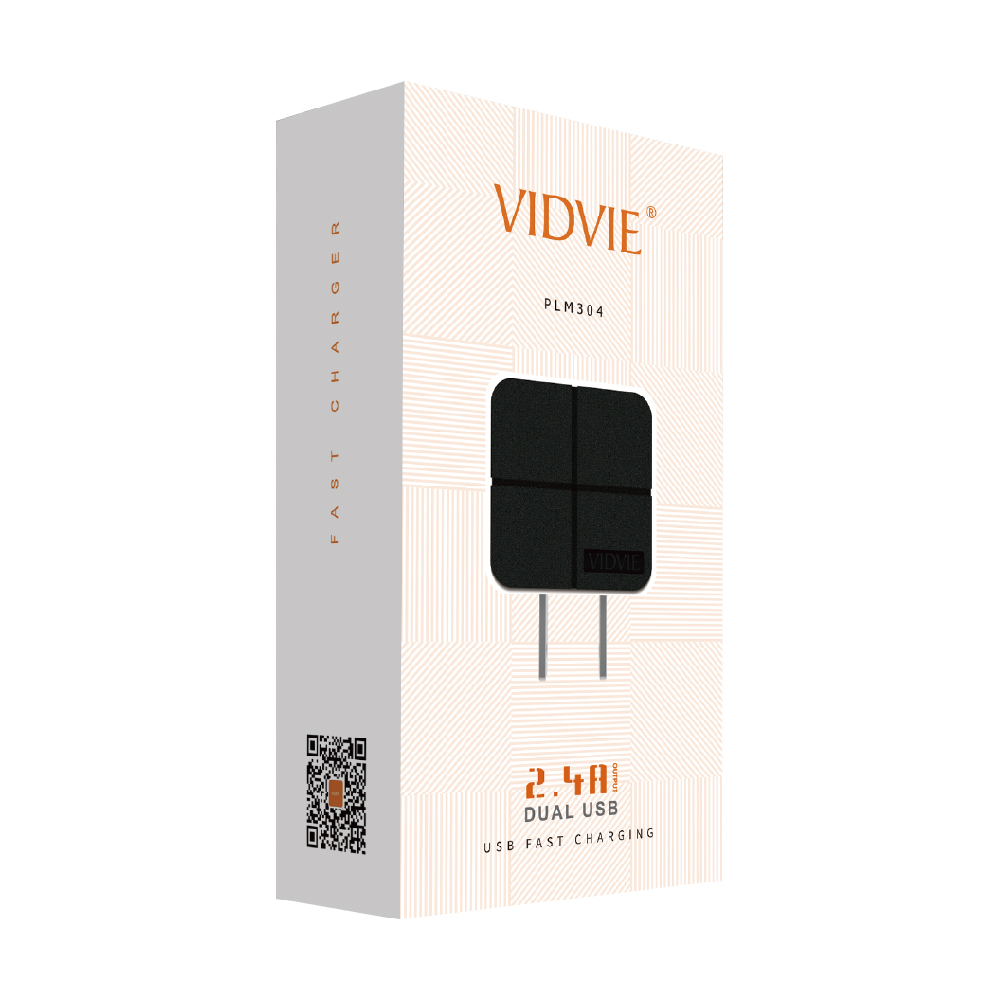 FAST CHARGER
VIDVIE®
PLM304
VIDVIE
2.4A OUTPUT
DUAL USB
USB FAST CHARGING